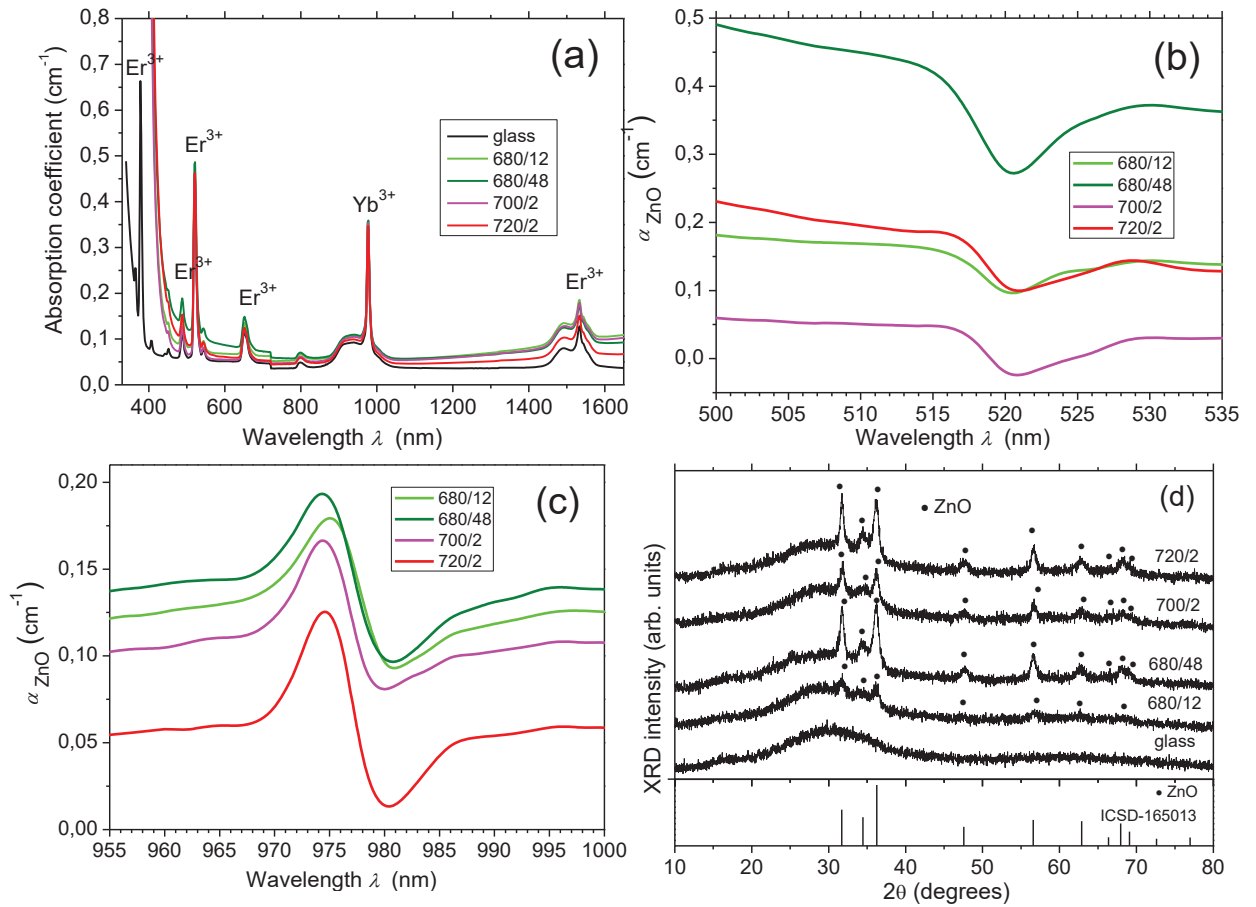 (a)
Absorption coefficient (cm⁻¹)
0,8
0,7
0,6
0,5
0,4
0,3
0,2
0,1
0,0
Er³⁺
Er³⁺
Er³⁺
Er³⁺
Yb³⁺
Er³⁺
glass
680/12
680/48
700/2
720/2
400 600 800 1000 1200 1400 1600
Wavelength λ (nm)
(b)
α ZnO (cm⁻¹)
0,5
0,4
0,3
0,2
0,1
0,0
680/12
680/48
700/2
720/2
500 505 510 515 520 525 530 535
Wavelength λ (nm)
(c)
α ZnO (cm⁻¹)
0,20
0,15
0,10
0,05
0,00
680/12
680/48
700/2
720/2
955 960 965 970 975 980 985 990 995 1000
Wavelength λ (nm)
(d)
XRD intensity (arb. units)
• ZnO
720/2
700/2
680/48
680/12
glass
• ZnO
ICSD-165013
10 20 30 40 50 60 70 80
2θ (degrees)